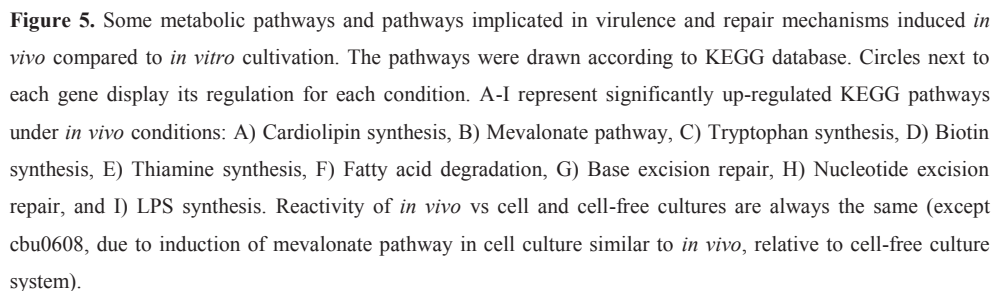 Figure 5. Some metabolic pathways and pathways implicated in virulence and repair mechanisms induced in
vivo compared to in vitro cultivation. The pathways were drawn according to KEGG database. Circles next to
each gene display its regulation for each condition. A-I represent significantly up-regulated KEGG pathways
under in vivo conditions: A) Cardiolipin synthesis, B) Mevalonate pathway, C) Tryptophan synthesis, D) Biotin
synthesis, E) Thiamine synthesis, F) Fatty acid degradation, G) Base excision repair, H) Nucleotide excision
repair, and I) LPS synthesis. Reactivity of in vivo vs cell and cell-free cultures are always the same (except
cbu0608, due to induction of mevalonate pathway in cell culture similar to in vivo, relative to cell-free culture
system).